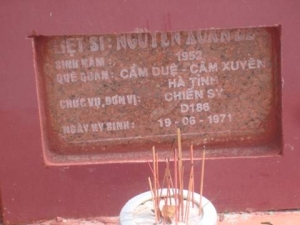 LIỆT SĨ: NGUYỄN XUÂN
SINH NĂM : 1952
QUÊ QUÁN : CẨM DUỆ - CẨM XUYÊN
HÀ TĨNH
CHỨC VỤ, ĐƠN VỊ : CHIẾN SỸ
D186
NGÀY HY SINH : 19 - 06 - 1971